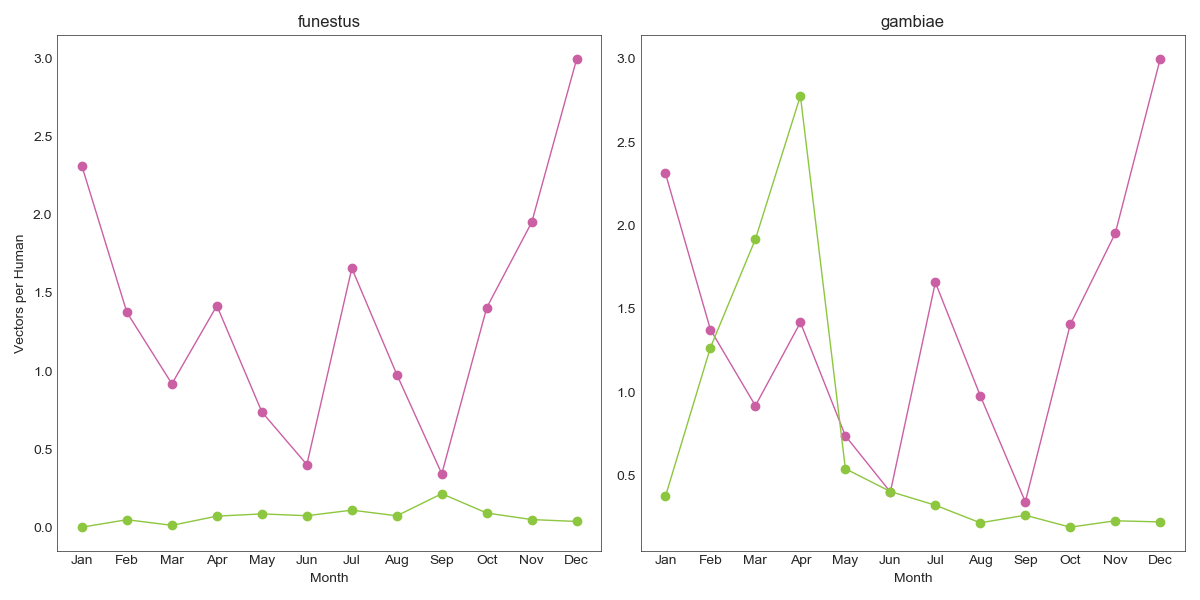 funestus
gambiae
Vectors per Human
3.0
2.5
2.0
1.5
1.0
0.5
0.0
Jan Feb Mar Apr May Jun Jul Aug Sep Oct Nov Dec
Month
3.0
2.5
2.0
1.5
1.0
0.5
Jan Feb Mar Apr May Jun Jul Aug Sep Oct Nov Dec
Month